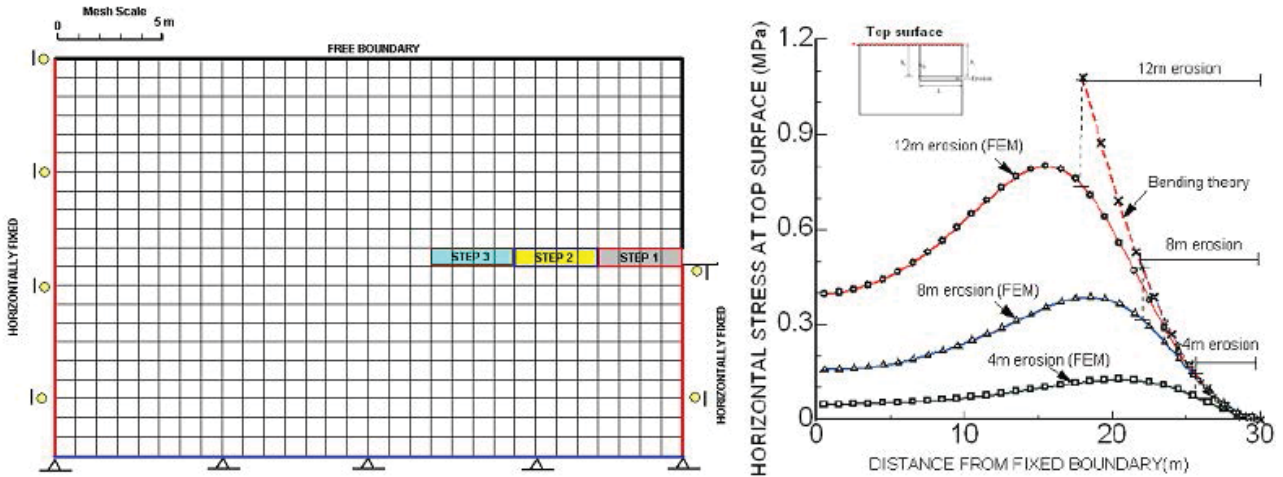 Mesh Scale
0 5 m
FREE BOUNDARY
HORIZONTALLY FIXED
STEP 3 STEP 2 STEP 1
HORIZONTALLY FIXED
HORIZONTAL STRESS AT TOP SURFACE (MPa)
1.2
0.9
0.6
0.3
0
Top surface
12m erosion
12m erosion (FEM)
Bending theory
8m erosion
8m erosion (FEM)
4m erosion
4m erosion (FEM)
0 10 20 30
DISTANCE FROM FIXED BOUNDARY(m)